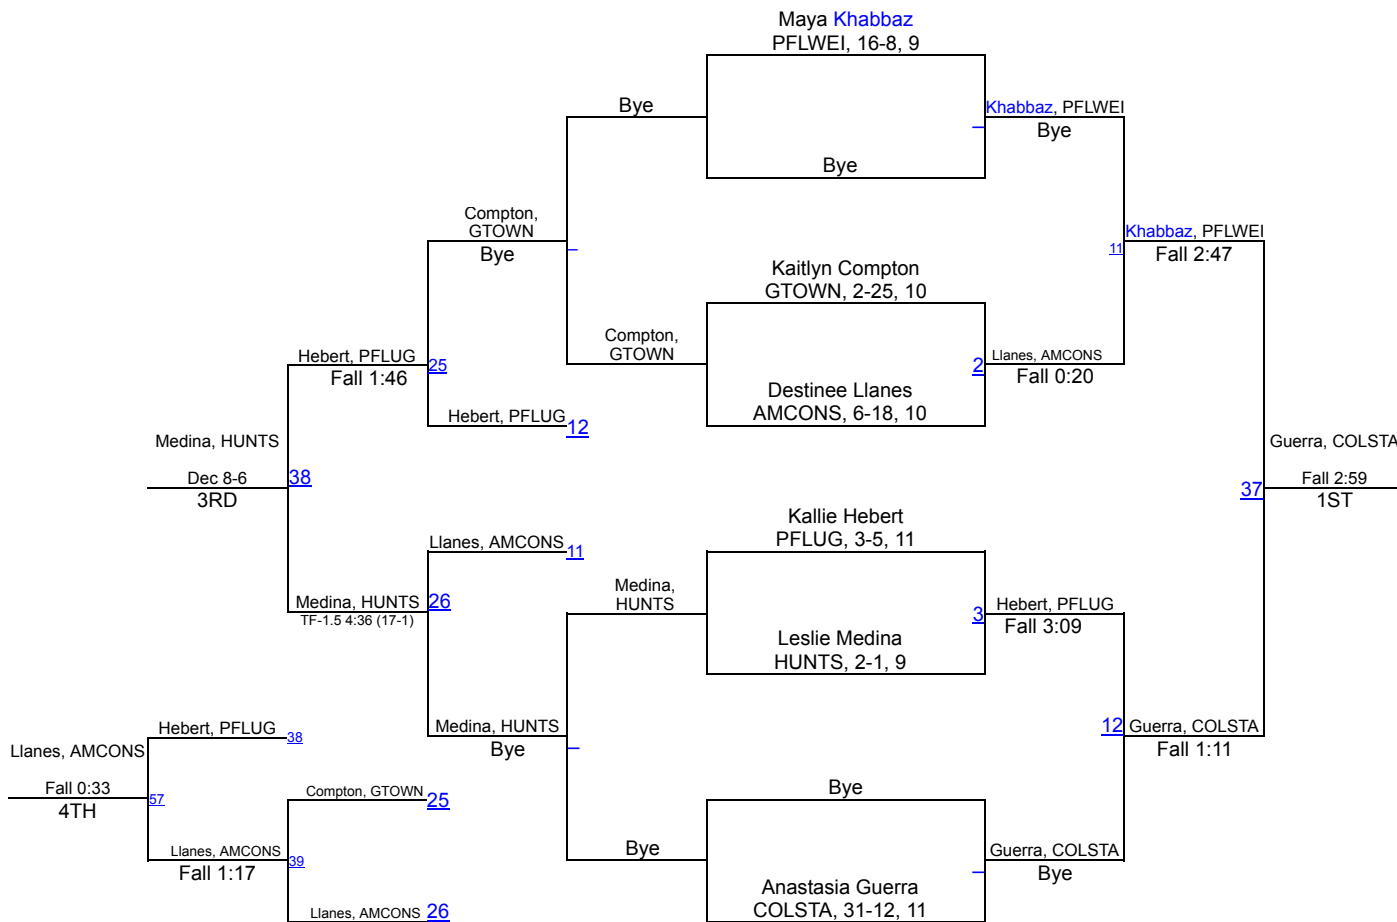 Maya Khabbaz
PFLWEI, 16-8, 9
Bye
Khabbaz, PFLWEI
Bye
Bye
Compton,
GTOWN
Bye
Khabbaz, PFLWEI
11
Fall 2:47
Kaitlyn Compton
GTOWN, 2-25, 10
Compton,
GTOWN
Hebert, PFLUG
25
Fall 1:46
2
Llanes, AMCONS
Fall 0:20
Destinee Llanes
AMCONS, 6-18, 10
Hebert, PFLUG
12
Medina, HUNTS
Dec 8-6
38
3RD
Guerra, COLSTA
Fall 2:59
37
1ST
Kallie Hebert
PFLUG, 3-5, 11
Llanes, AMCONS
11
Medina,
HUNTS
Medina, HUNTS
26
TF-1.5 4:36 (17-1)
3
Hebert, PFLUG
Fall 3:09
Leslie Medina
HUNTS, 2-1, 9
Medina, HUNTS
Bye
12
Guerra, COLSTA
Fall 1:11
Hebert, PFLUG
38
Llanes, AMCONS
Fall 0:33
57
4TH
Compton, GTOWN
25
Bye
Llanes, AMCONS
39
Fall 1:17
Bye
Guerra, COLSTA
Bye
Anastasia Guerra
COLSTA, 31-12, 11
Llanes, AMCONS
26